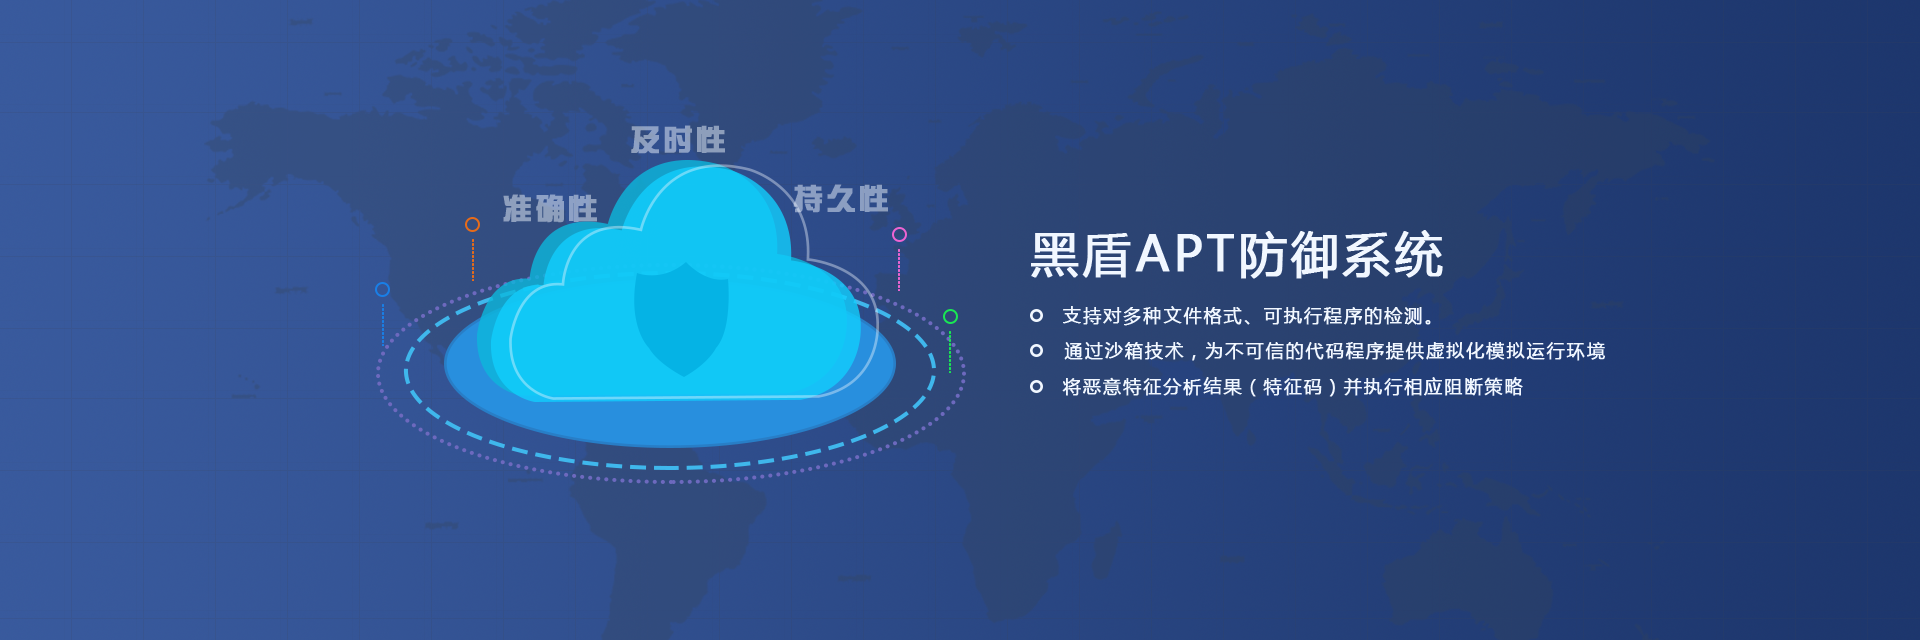 及时性
准确性
持久性
黑盾APT防御系统
支持对多种文件格式、可执行程序的检测。
通过沙箱技术，为不可信的代码程序提供虚拟化模拟运行环境
将恶意特征分析结果（特征码）并执行相应阻断策略